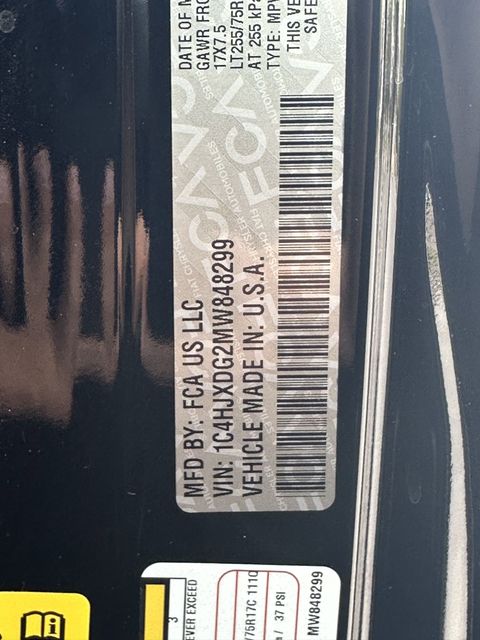 MFD BY: FCA US LLC
VIN: 1C4HJXDG2MW848299
VEHICLE MADE IN: U.S.A.
DATE OF M
GAWR FRO
17X7.5
LT255/75R
AT 255 kPa
TYPE: MPV
THIS VE
SAFE
EVER EXCEED
3
/75R17C 111Q
/ 37 PSI
MW848299